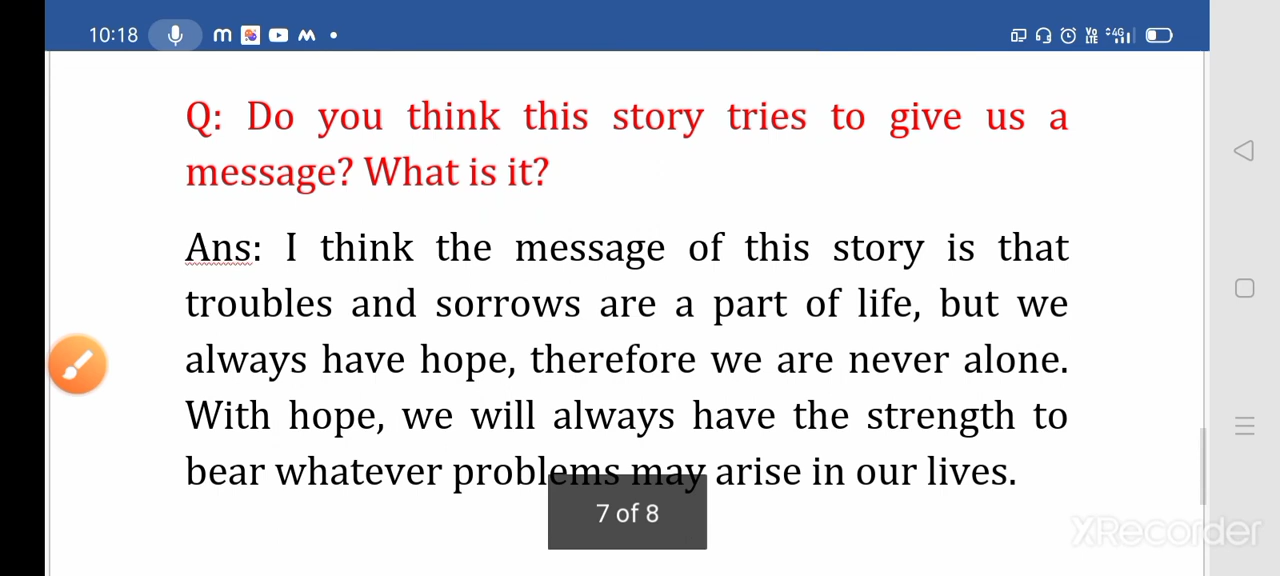 10:18
4G
Q: Do you think this story tries to give us a
message? What is it?
Ans: I think the message of this story is that
troubles and sorrows are a part of life, but we
always have hope, therefore we are never alone.
With hope, we will always have the strength to
bear whatever problems may arise in our lives.
7 of 8
XRecorder